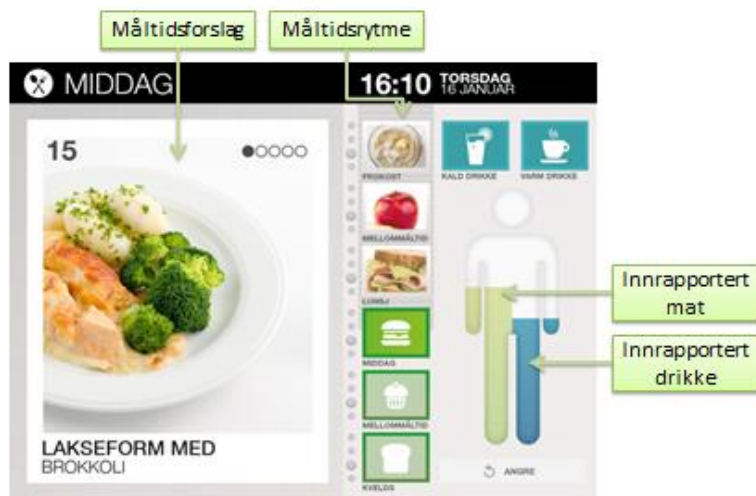 Måltidsforslag
Måltidsrytme
MIDDAG
16:10 TORSDAG
16 JANUAR
15
FROKOST
KALD DRIKKE
VARM DRIKKE
MELLOMMÅLTID
LUNSJ
Innrapportert
mat
Innrapportert
drikke
MIDDAG
MELLOMMÅLTID
KVELDS
LAKSEFORM MED
BROKKOLI
ANGRE